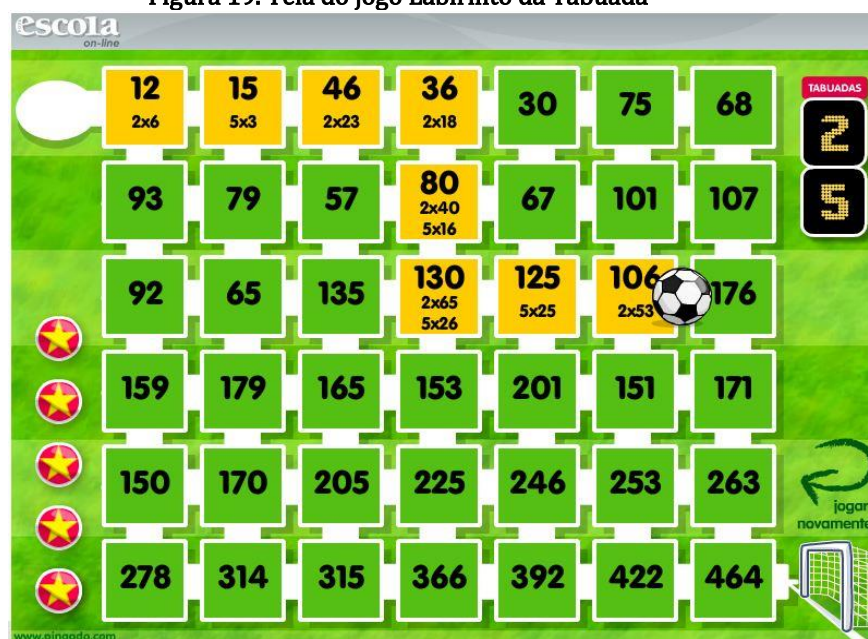 Figura 19: Tela do jogo Labirinto da Tabuada
escola
on-line
12 15 46 36 30 75 68
2x6 5x3 2x23 2x18
TABUADAS
2
5
93 79 57 80 67 101 107
2x40
5x16
92 65 135 130 125 106 176
2x65 5x25 2x53
5x26
159 179 165 153 201 151 171
150 170 205 225 246 253 263
jogar
novamente
278 314 315 366 392 422 464
www.pingado.com